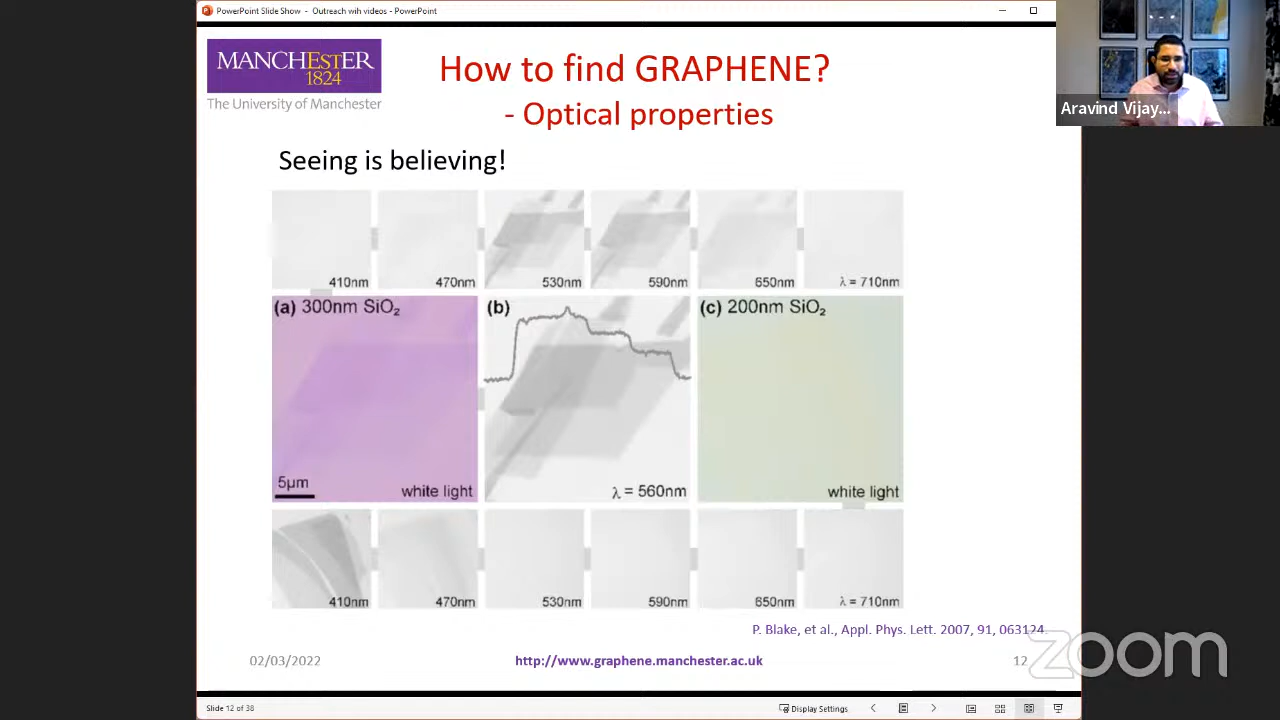 PowerPoint Slide Show - Outreach wih videos - PowerPoint
MANCHESTER
1824
The University of Manchester
How to find GRAPHENE?
- Optical properties
Aravind Vijay...
Seeing is believing!
410nm
470nm
530nm
590nm
650nm
λ = 710nm
(a) 300nm SiO₂
(b)
(c) 200nm SiO₂
5μm
white light
λ = 560nm
white light
410nm
470nm
530nm
590nm
650nm
λ = 710nm
P. Blake, et al., Appl. Phys. Lett. 2007, 91, 063124.
02/03/2022
http://www.graphene.manchester.ac.uk
12
zoom
Slide 12 of 38
Display Settings